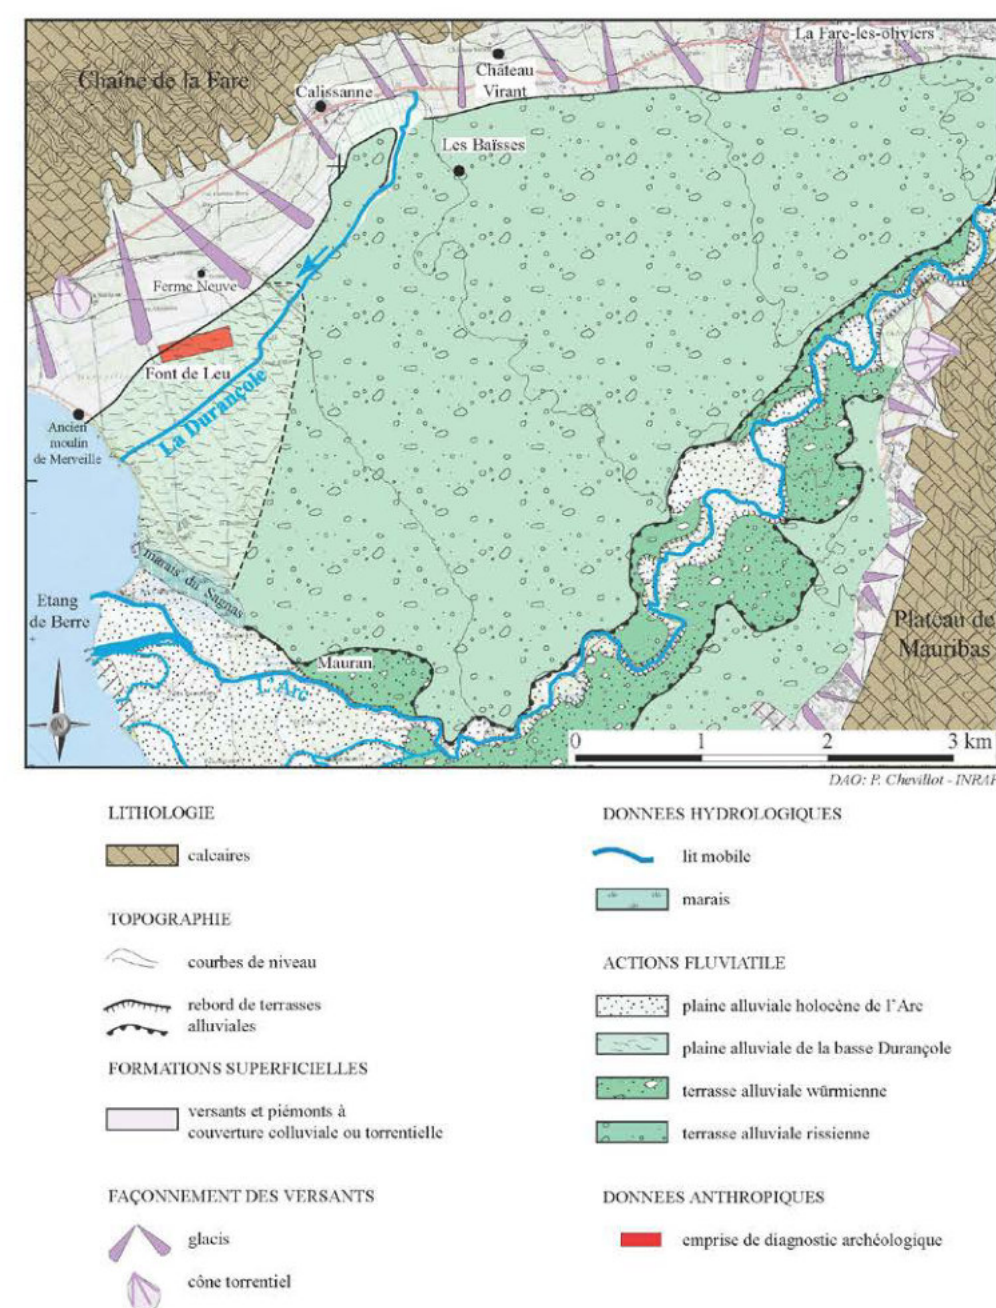 La Fare-les-oliviers
Chaîne de la Fare
Château
Virant
Calissanne
Les Baïsses
Ferme Neuve
Font de Leu
La Durançole
Ancien
moulin
de Merveille
marais du Sagnas
Etang
de Berre
Plateau de
Mauribas
Mauran
L'Arc
0 1 2 3 km
DAO: P. Chevillot - INRAP
LITHOLOGIE
calcaires
TOPOGRAPHIE
courbes de niveau
rebord de terrasses
alluviales
FORMATIONS SUPERFICIELLES
versants et piémonts à
couverture colluviale ou torrentielle
FAÇONNEMENT DES VERSANTS
glacis
cône torrentiel
DONNEES HYDROLOGIQUES
lit mobile
marais
ACTIONS FLUVIATILE
plaine alluviale holocène de l'Arc
plaine alluviale de la basse Durançole
terrasse alluviale würmienne
terrasse alluviale rissienne
DONNEES ANTHROPIQUES
emprise de diagnostic archéologique